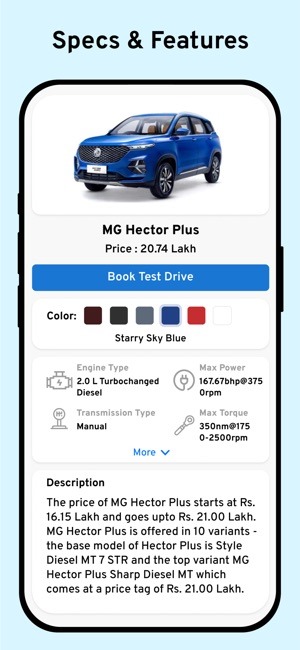 Specs & Features
MG Hector Plus
Price : 20.74 Lakh
Book Test Drive
Color:
Starry Sky Blue
Engine Type
2.0 L Turbochanged
Diesel
Max Power
167.67bhp@375
0rpm
Transmission Type
Manual
Max Torque
350nm@175
0-2500rpm
More
Description
The price of MG Hector Plus starts at Rs.
16.15 Lakh and goes upto Rs. 21.00 Lakh.
MG Hector Plus is offered in 10 variants -
the base model of Hector Plus is Style
Diesel MT 7 STR and the top variant MG
Hector Plus Sharp Diesel MT which
comes at a price tag of Rs. 21.00 Lakh.